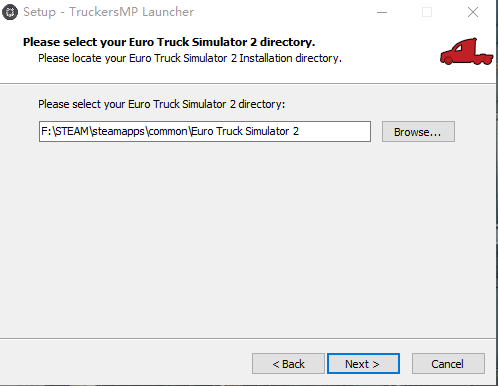 Setup - TruckersMP Launcher
Please select your Euro Truck Simulator 2 directory.
Please locate your Euro Truck Simulator 2 Installation directory.
Please select your Euro Truck Simulator 2 directory:
F:\STEAM\steamapps\common\Euro Truck Simulator 2
Browse...
< Back
Next >
Cancel